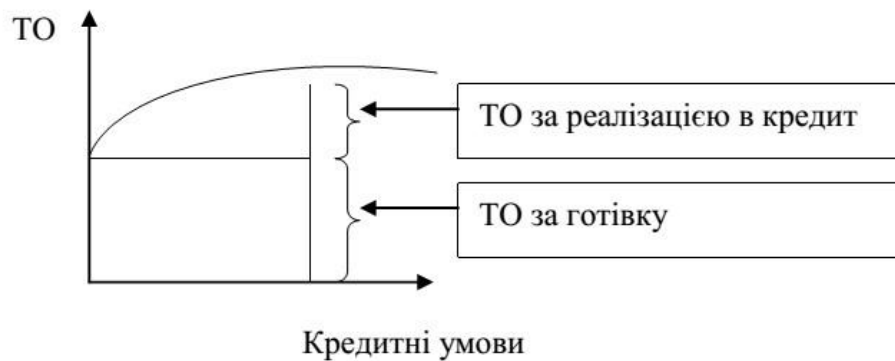 ТО
ТО за реалізацією в кредит
ТО за готівку
Кредитні умови